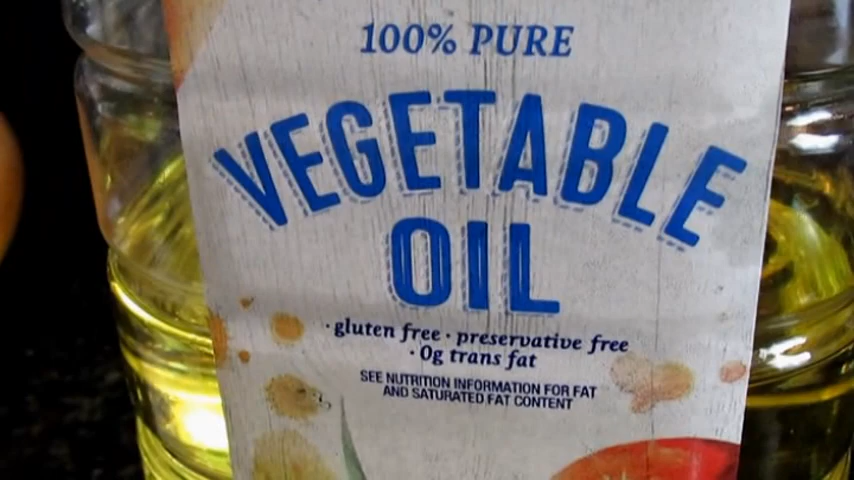 100% PURE
VEGETABLE
OIL
· gluten free · preservative free
· 0g trans fat
SEE NUTRITION INFORMATION FOR FAT
AND SATURATED FAT CONTENT